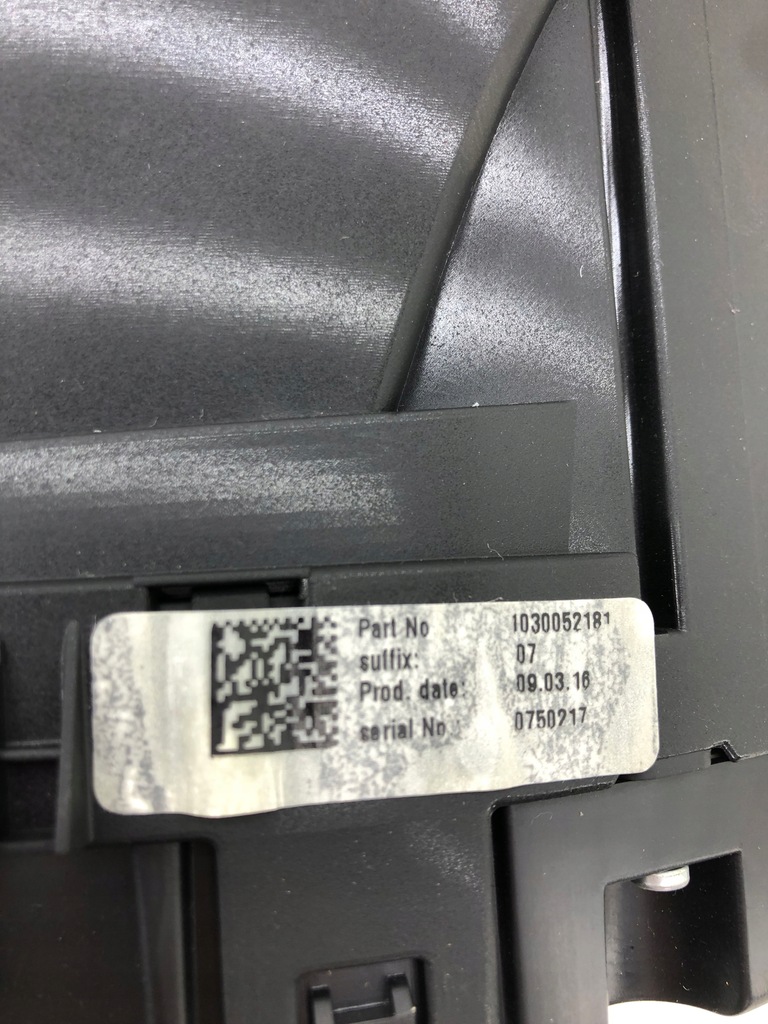 Part No 1030052181
suffix: 07
Prod. date: 09.03.16
serial No.: 0750217